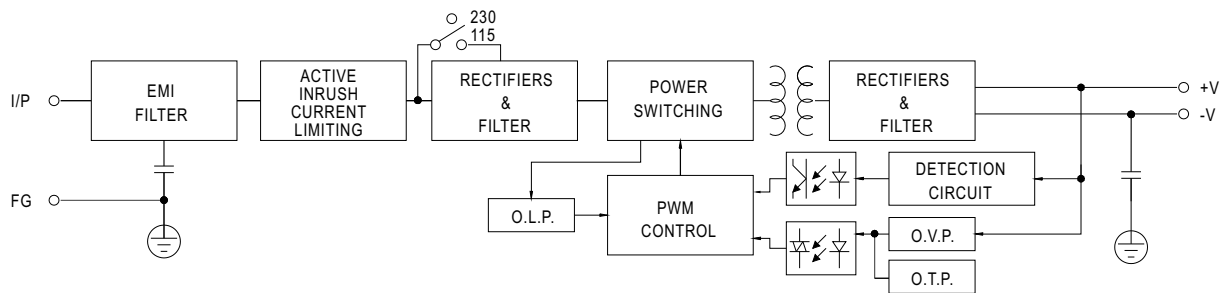 230
115
I/P
EMI
FILTER
ACTIVE
INRUSH
CURRENT
LIMITING
RECTIFIERS
&
FILTER
POWER
SWITCHING
RECTIFIERS
&
FILTER
+V
-V
DETECTION
CIRCUIT
FG
O.L.P.
PWM
CONTROL
O.V.P.
O.T.P.